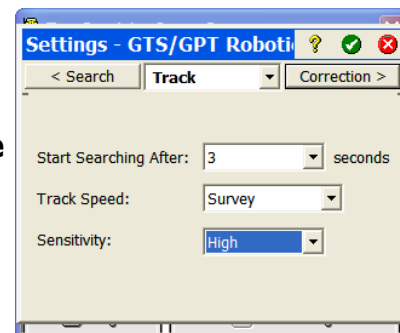 Settings - GTS/GPT Roboti
< Search Track Correction >
e
Start Searching After: 3 seconds
Track Speed: Survey
Sensitivity: High